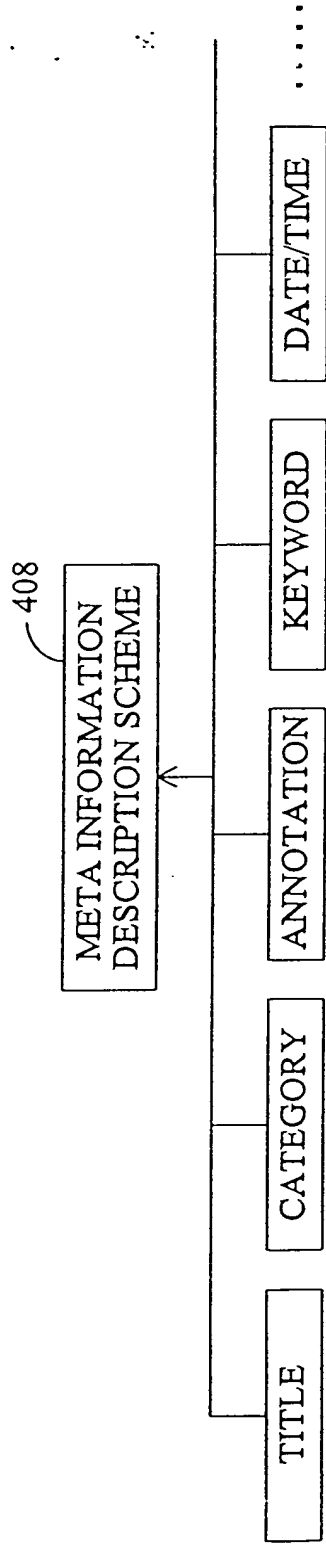 408
META INFORMATION
DESCRIPTION SCHEME
TITLE
CATEGORY
ANNOTATION
KEYWORD
DATE/TIME
......